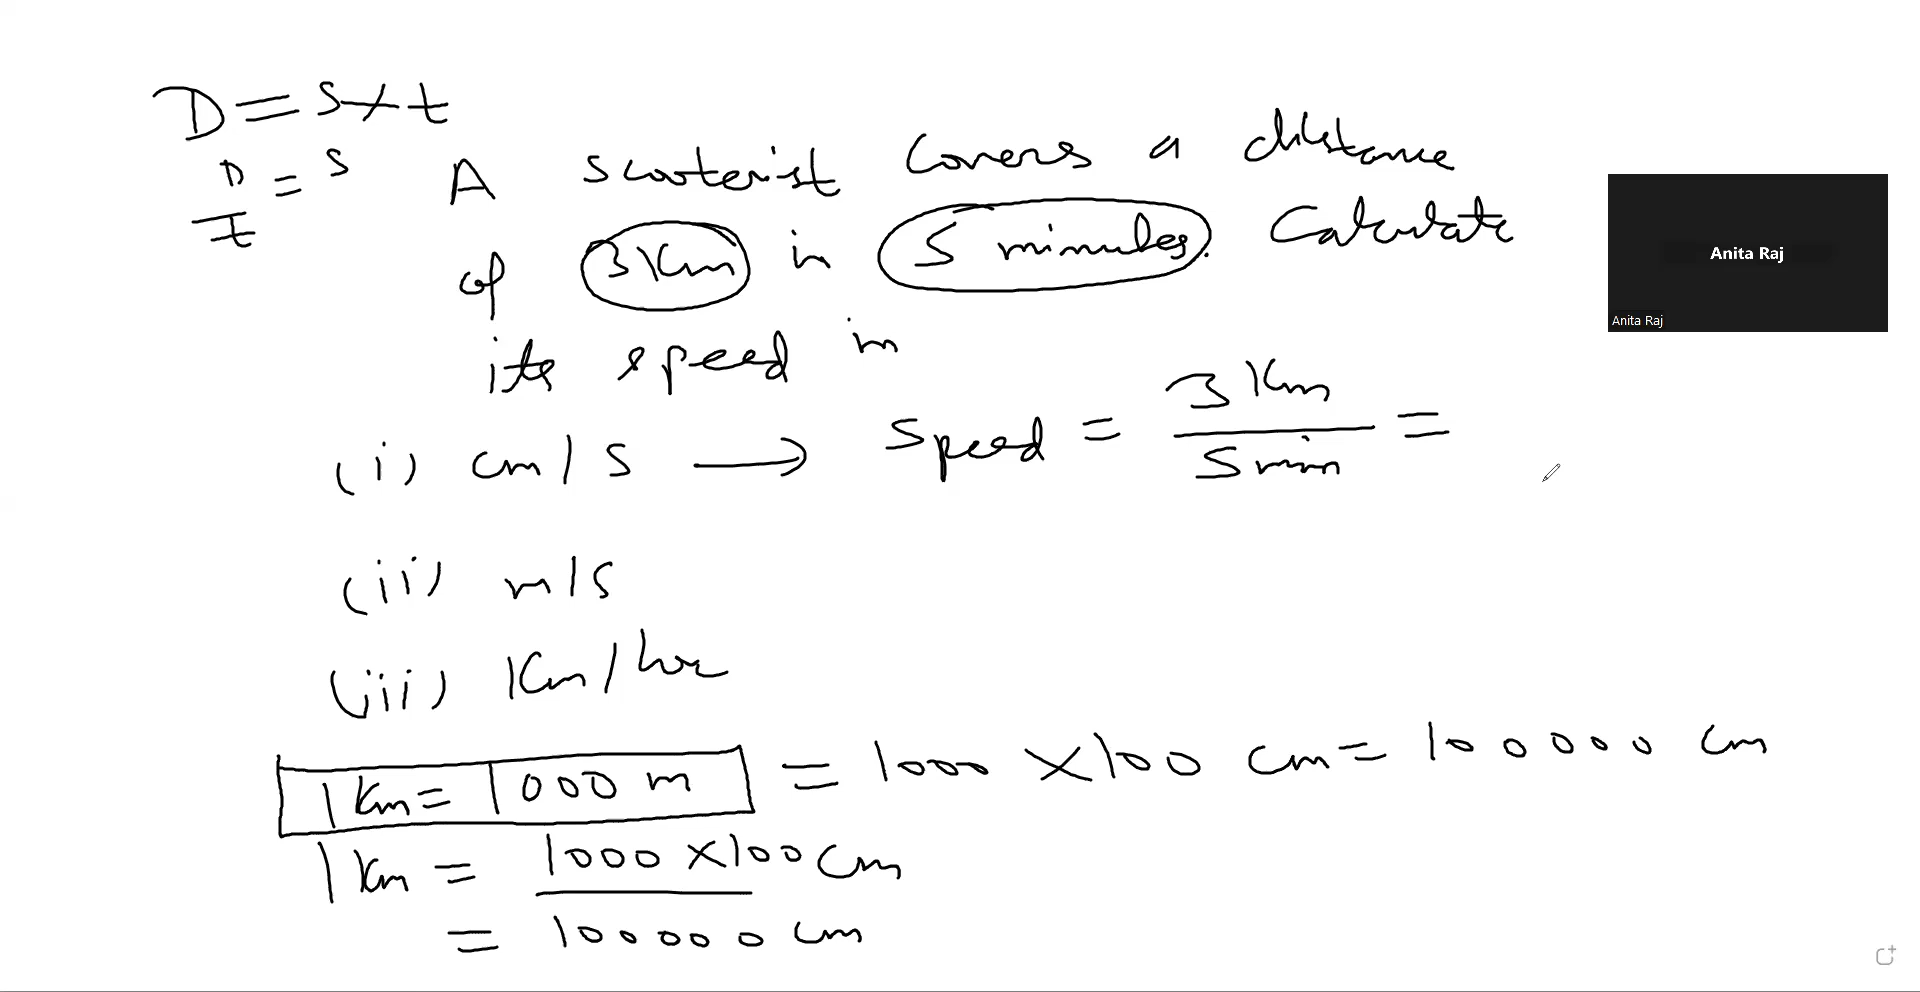 D = s × t
D/t = s
A scooterist covers a distance
of 3 Km in 5 minutes. Calculate
its speed in
(i) cm/s → Speed = 3 Km / 5 min =
(ii) m/s
(iii) Km/hr
1 Km = 1000 m = 1000 × 100 cm = 100000 cm
1 Km = 1000 × 100 cm
= 100000 cm
Anita Raj
Anita Raj